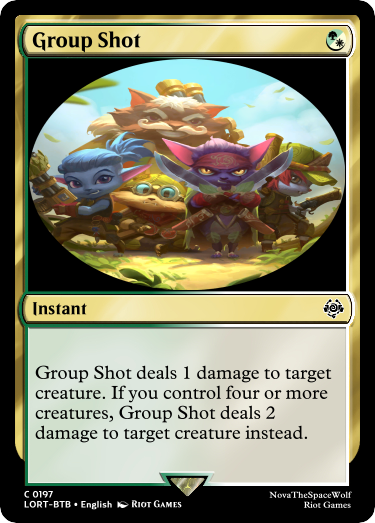 Group Shot
Instant
Group Shot deals 1 damage to target
creature. If you control four or more
creatures, Group Shot deals 2
damage to target creature instead.
C 0197
LORT-BTB • English Riot Games
NovaTheSpaceWolf
Riot Games